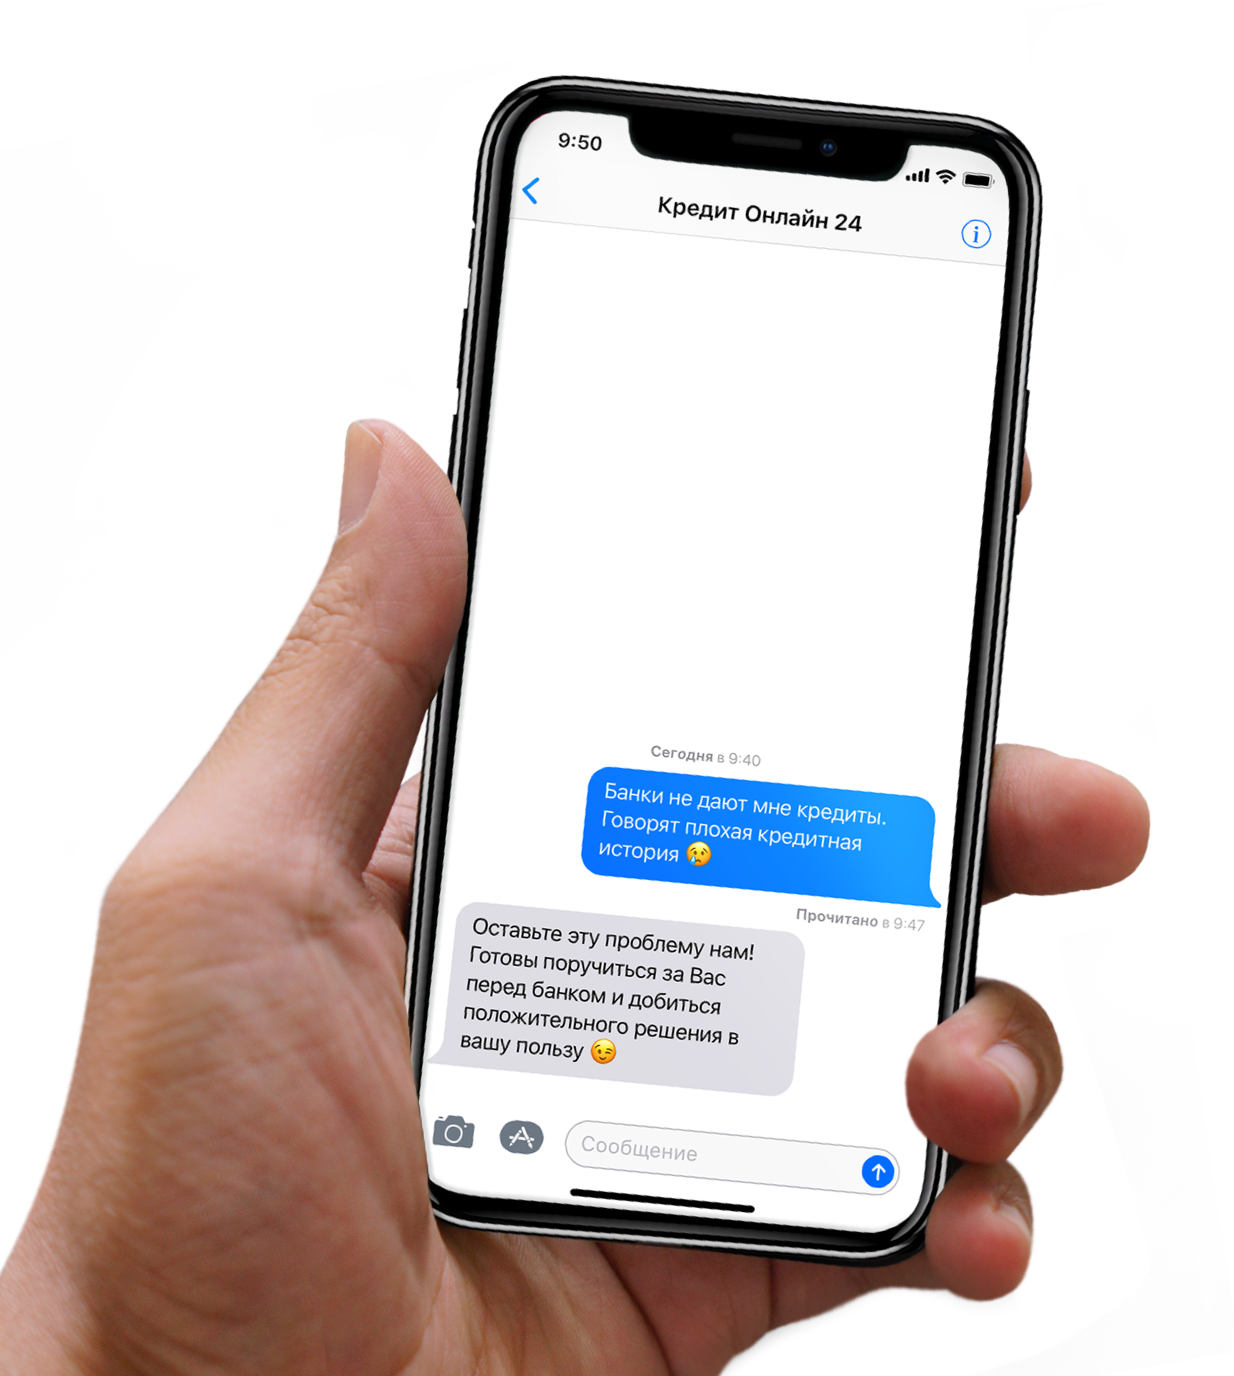 9:50
Кредит Онлайн 24
Сегодня в 9:40
Банки не дают мне кредиты.
Говорят плохая кредитная
история 😢
Прочитано в 9:47
Оставьте эту проблему нам!
Готовы поручиться за Вас
перед банком и добиться
положительного решения в
вашу пользу 😉
Сообщение